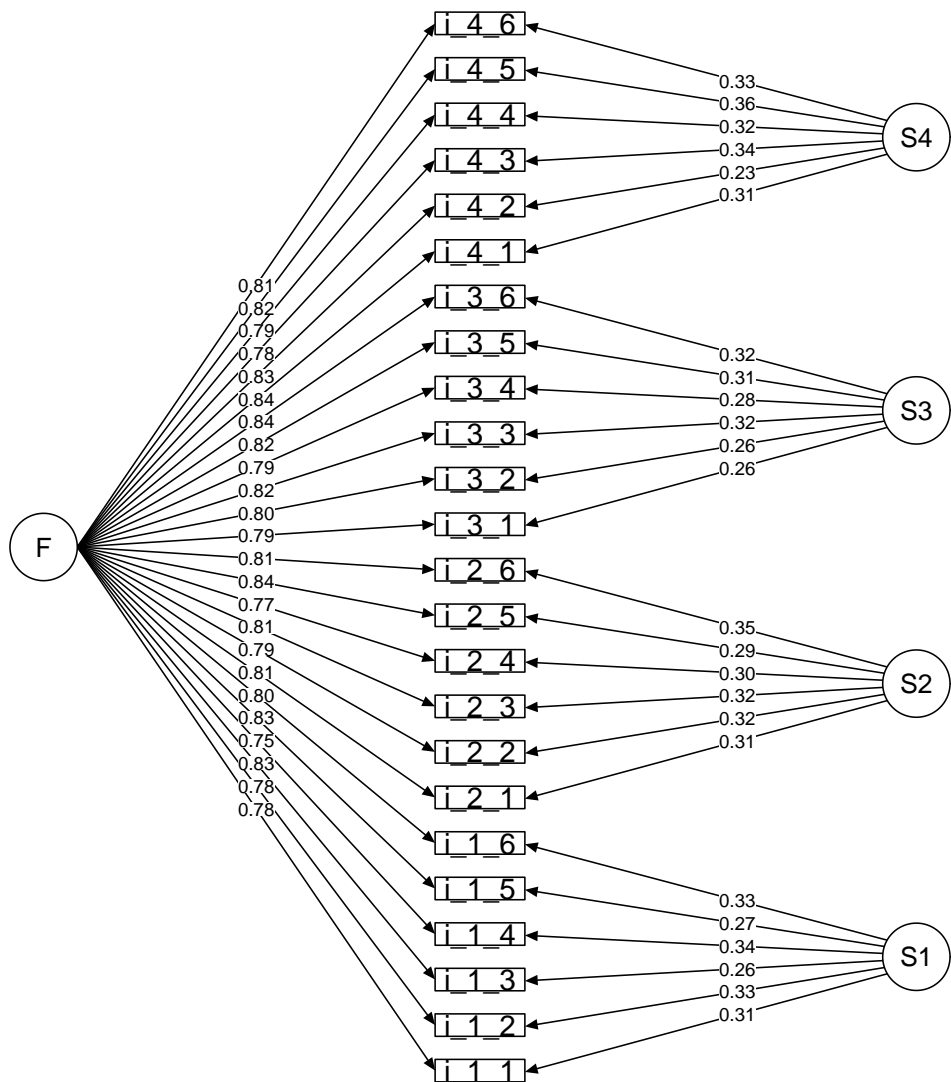 i_4_6
i_4_5
i_4_4
i_4_3
i_4_2
i_4_1
i_3_6
i_3_5
i_3_4
i_3_3
i_3_2
i_3_1
i_2_6
i_2_5
i_2_4
i_2_3
i_2_2
i_2_1
i_1_6
i_1_5
i_1_4
i_1_3
i_1_2
i_1_1
F
0.81
0.82
0.79
0.78
0.83
0.84
0.84
0.82
0.79
0.82
0.80
0.79
0.81
0.84
0.77
0.81
0.79
0.81
0.80
0.83
0.75
0.83
0.78
0.78
0.33
0.36
0.32
0.34
0.23
0.31
S4
0.32
0.31
0.28
0.32
0.26
0.26
S3
0.35
0.29
0.30
0.32
0.32
0.31
S2
0.33
0.27
0.34
0.26
0.33
0.31
S1